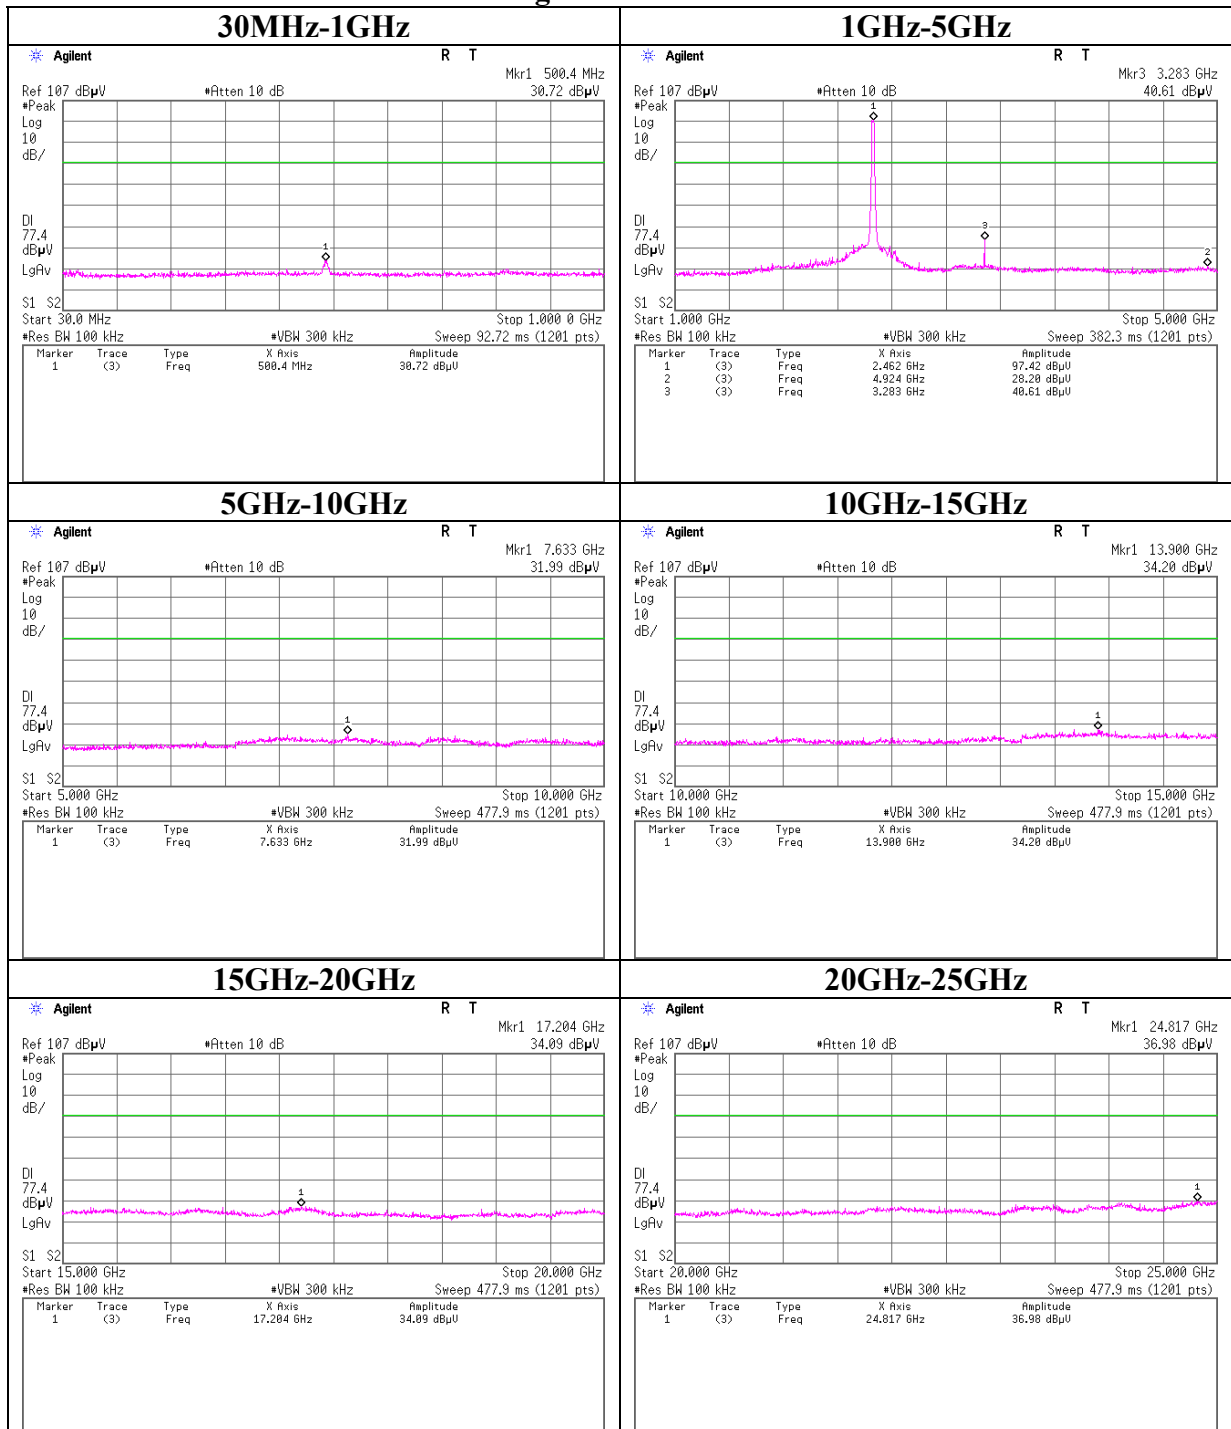 30MHz-1GHz
Agilent R T
Mkr1 500.4 MHz
Ref 107 dBµV #Atten 10 dB 30.72 dBµV
#Peak
Log
10
dB/
1
DI
77.4
dBµV
LgAv
S1 S2
Start 30.0 MHz Stop 1.000 0 GHz
#Res BW 100 kHz #VBW 300 kHz Sweep 92.72 ms (1201 pts)
Marker Trace Type X Axis Amplitude
1 (3) Freq 500.4 MHz 30.72 dBµV
1GHz-5GHz
Agilent R T
Mkr3 3.283 GHz
Ref 107 dBµV #Atten 10 dB 40.61 dBµV
#Peak
Log
10
dB/
1
3
2
DI
77.4
dBµV
LgAv
S1 S2
Start 1.000 GHz Stop 5.000 GHz
#Res BW 100 kHz #VBW 300 kHz Sweep 382.3 ms (1201 pts)
Marker Trace Type X Axis Amplitude
1 (3) Freq 2.462 GHz 97.42 dBµV
2 (3) Freq 4.924 GHz 28.20 dBµV
3 (3) Freq 3.283 GHz 40.61 dBµV
5GHz-10GHz
Agilent R T
Mkr1 7.633 GHz
Ref 107 dBµV #Atten 10 dB 31.99 dBµV
#Peak
Log
10
dB/
1
DI
77.4
dBµV
LgAv
S1 S2
Start 5.000 GHz Stop 10.000 GHz
#Res BW 100 kHz #VBW 300 kHz Sweep 477.9 ms (1201 pts)
Marker Trace Type X Axis Amplitude
1 (3) Freq 7.633 GHz 31.99 dBµV
10GHz-15GHz
Agilent R T
Mkr1 13.900 GHz
Ref 107 dBµV #Atten 10 dB 34.20 dBµV
#Peak
Log
10
dB/
1
DI
77.4
dBµV
LgAv
S1 S2
Start 10.000 GHz Stop 15.000 GHz
#Res BW 100 kHz #VBW 300 kHz Sweep 477.9 ms (1201 pts)
Marker Trace Type X Axis Amplitude
1 (3) Freq 13.900 GHz 34.20 dBµV
15GHz-20GHz
Agilent R T
Mkr1 17.204 GHz
Ref 107 dBµV #Atten 10 dB 34.09 dBµV
#Peak
Log
10
dB/
1
DI
77.4
dBµV
LgAv
S1 S2
Start 15.000 GHz Stop 20.000 GHz
#Res BW 100 kHz #VBW 300 kHz Sweep 477.9 ms (1201 pts)
Marker Trace Type X Axis Amplitude
1 (3) Freq 17.204 GHz 34.09 dBµV
20GHz-25GHz
Agilent R T
Mkr1 24.817 GHz
Ref 107 dBµV #Atten 10 dB 36.98 dBµV
#Peak
Log
10
dB/
1
DI
77.4
dBµV
LgAv
S1 S2
Start 20.000 GHz Stop 25.000 GHz
#Res BW 100 kHz #VBW 300 kHz Sweep 477.9 ms (1201 pts)
Marker Trace Type X Axis Amplitude
1 (3) Freq 24.817 GHz 36.98 dBµV